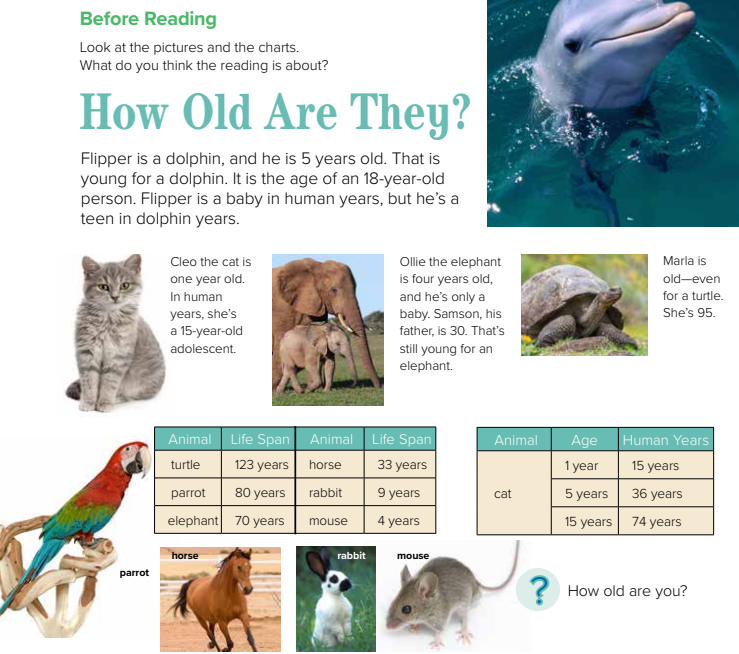 Before Reading
Look at the pictures and the charts.
What do you think the reading is about?
How Old Are They?
Flipper is a dolphin, and he is 5 years old. That is
young for a dolphin. It is the age of an 18-year-old
person. Flipper is a baby in human years, but he's a
teen in dolphin years.
Cleo the cat is
one year old.
In human
years, she's
a 15-year-old
adolescent.
Ollie the elephant
is four years old,
and he's only a
baby. Samson, his
father, is 30. That's
still young for an
elephant.
Marla is
old—even
for a turtle.
She's 95.
Animal Life Span Animal Life Span
turtle 123 years horse 33 years
parrot 80 years rabbit 9 years
elephant 70 years mouse 4 years
Animal Age Human Years
1 year 15 years
cat 5 years 36 years
15 years 74 years
parrot
horse
rabbit
mouse
? How old are you?